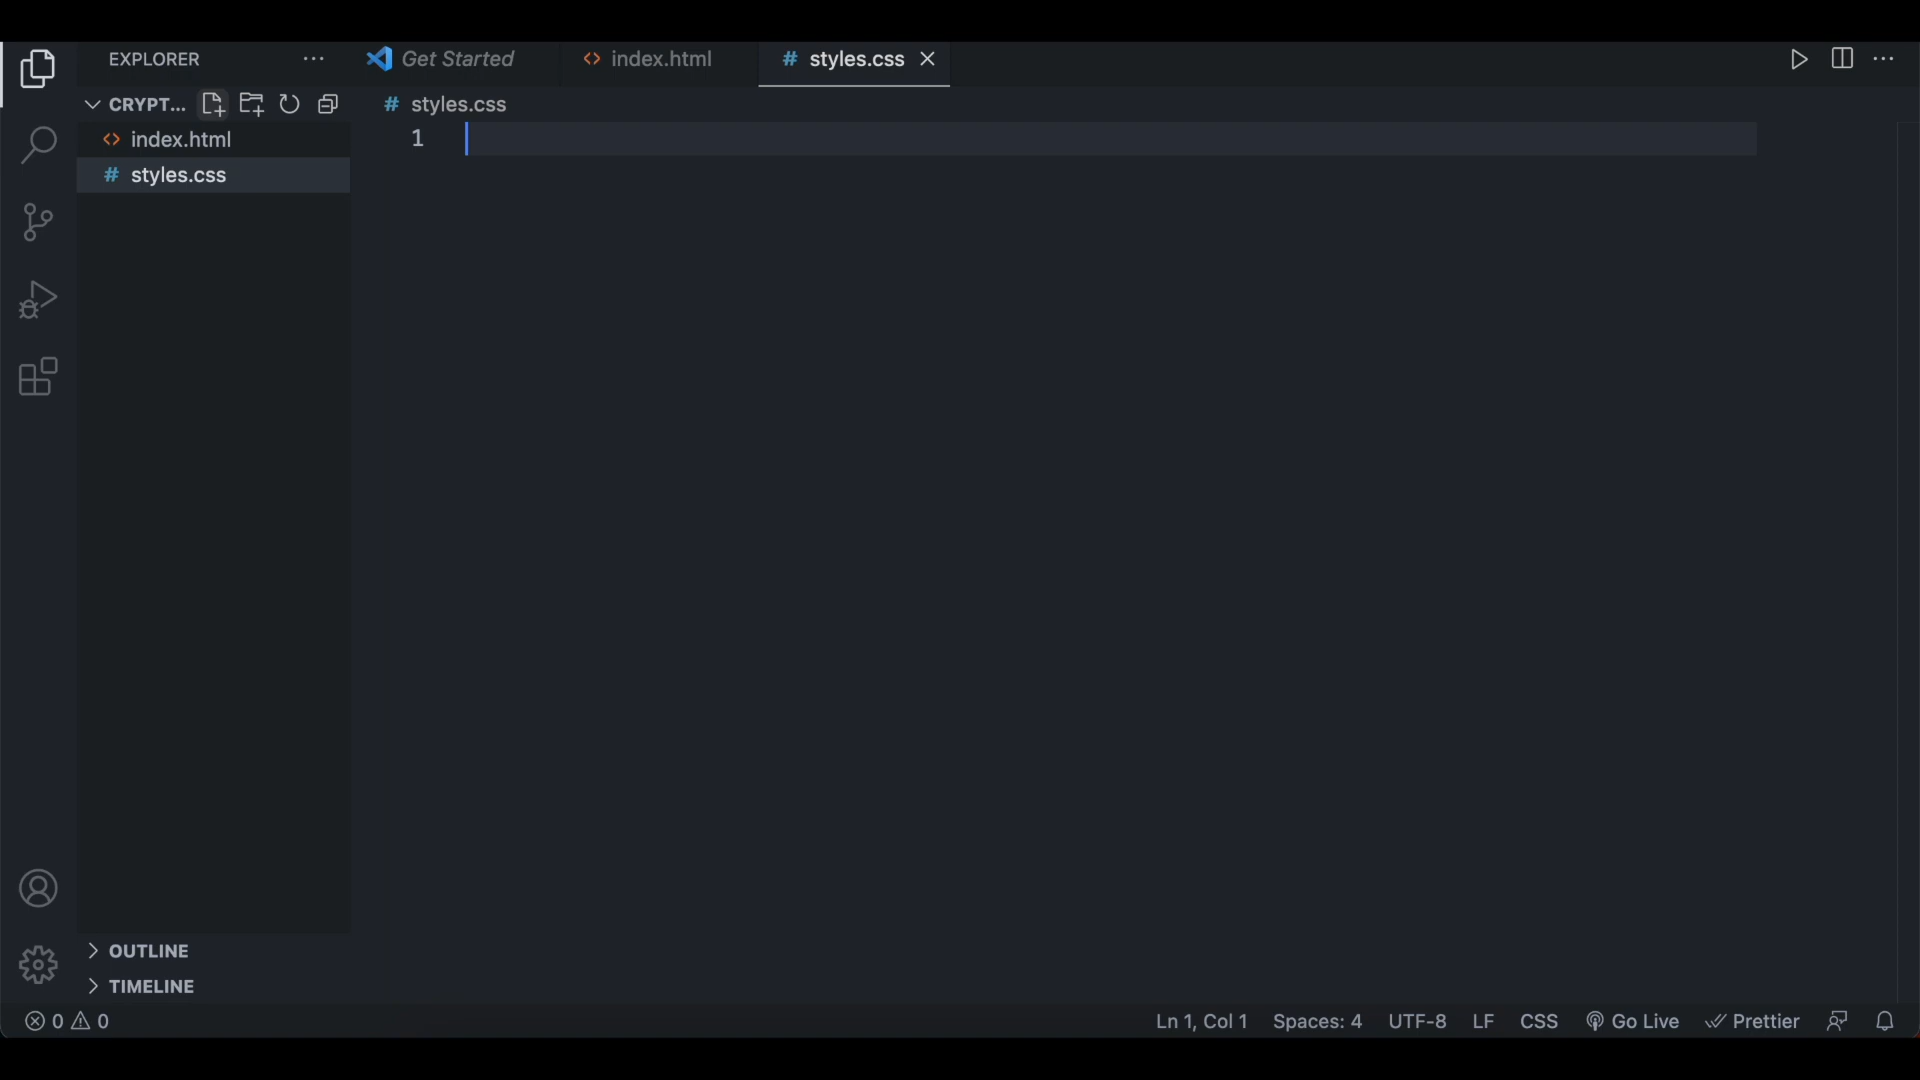 EXPLORER
Get Started
index.html
# styles.css
CRYPT...
# styles.css
index.html
# styles.css
1
OUTLINE
TIMELINE
0 0
Ln 1, Col 1
Spaces: 4
UTF-8
LF
CSS
Go Live
Prettier